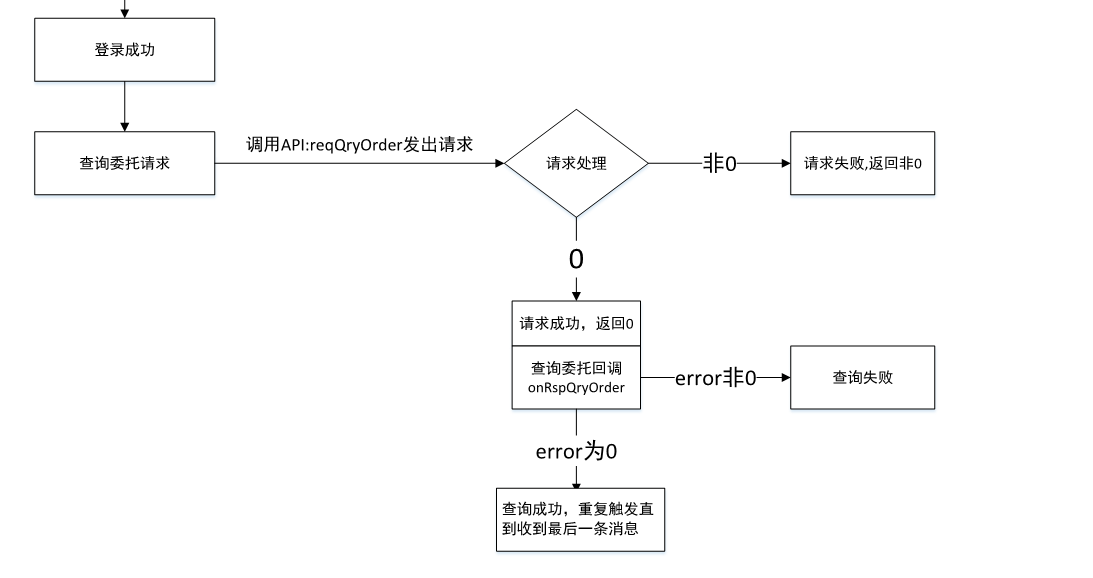 登录成功
查询委托请求
调用API:reqQryOrder发出请求
请求处理
非0
请求失败,返回非0
0
请求成功，返回0
查询委托回调
onRspQryOrder
error非0
查询失败
error为0
查询成功，重复触发直
到收到最后一条消息